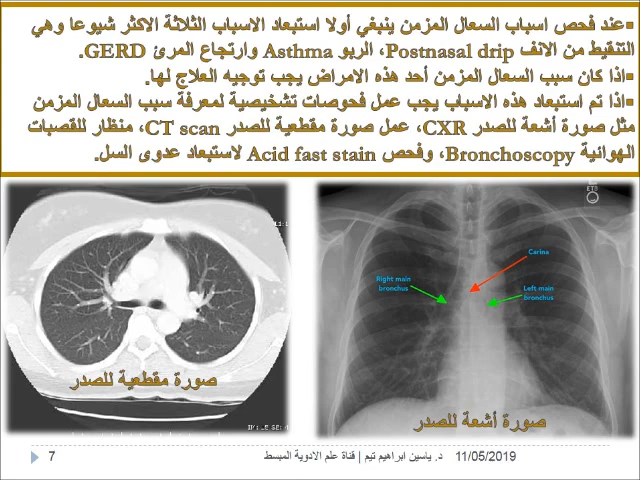 ▪عند فحص اسباب السعال المزمن ينبغي أولا استبعاد الاسباب الثلاثة الاكثر شيوعا وهي
التنقيط من الانف Postnasal drip، الربو Asthma وارتجاع المرئ GERD.
▪اذا كان سبب السعال المزمن أحد هذه الامراض يجب توجيه العلاج لها.
▪اذا تم استبعاد هذه الاسباب يجب عمل فحوصات تشخيصية لمعرفة سبب السعال المزمن
مثل صورة أشعة للصدر CXR، عمل صورة مقطعية للصدر CT scan، منظار للقصبات
الهوائية Bronchoscopy، وفحص Acid fast stain لاستبعاد عدوى السل.
ET
Carina
Right main
bronchus
Left main
bronchus
صورة مقطعية للصدر
صورة أشعة للصدر
7
د. ياسين ابراهيم تيم | قناة علم الادوية المبسط
11/05/2019